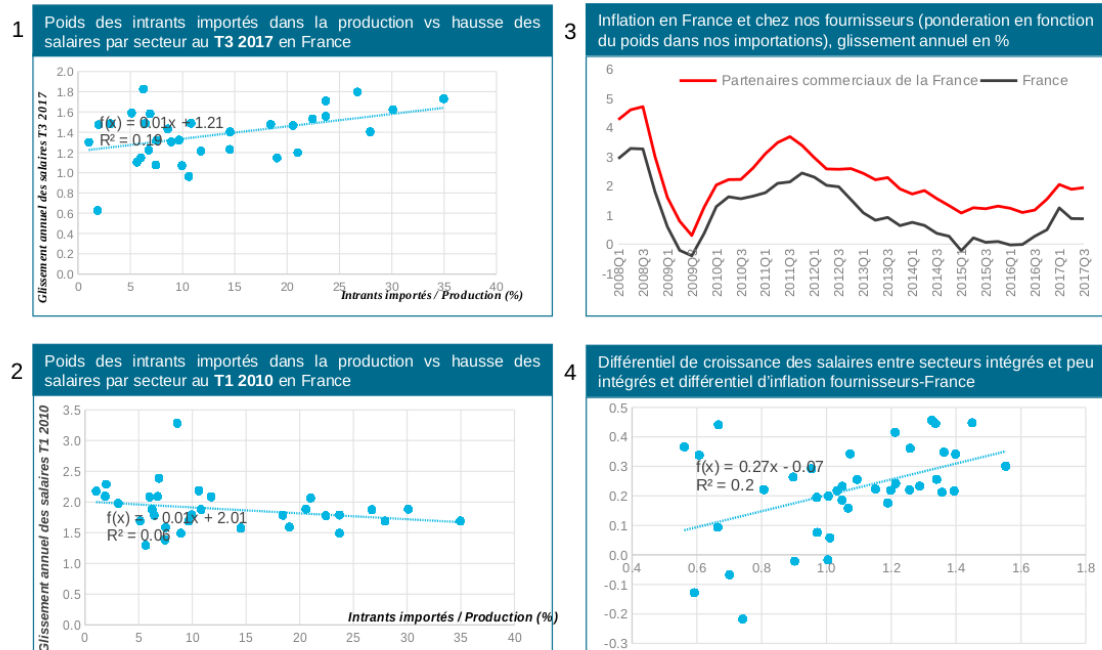 1
Poids des intrants importés dans la production vs hausse des
salaires par secteur au T3 2017 en France
Glissement annuel des salaires T3 2017
2.0
1.8
1.6
1.4
1.2
1.0
0.8
0.6
0.4
0.2
0.0
f(x) = 0.01x + 1.21
R² = 0.19
0 5 10 15 20 25 30 35 40
Intrants importés / Production (%)
3
Inflation en France et chez nos fournisseurs (ponderation en fonction
du poids dans nos importations), glissement annuel en %
Partenaires commerciaux de la France France
6
5
4
3
2
1
0
-1
2008Q1 2008Q3 2009Q1 2009Q3 2010Q1 2010Q3 2011Q1 2011Q3 2012Q1 2012Q3 2013Q1 2013Q3 2014Q1 2014Q3 2015Q1 2015Q3 2016Q1 2016Q3 2017Q1 2017Q3
2
Poids des intrants importés dans la production vs hausse des
salaires par secteur au T1 2010 en France
Glissement annuel des salaires T1 2010
3.5
3.0
2.5
2.0
1.5
1.0
0.5
0.0
f(x) = - 0.01x + 2.01
R² = 0.06
Intrants importés / Production (%)
0 5 10 15 20 25 30 35 40
4
Différentiel de croissance des salaires entre secteurs intégrés et peu
intégrés et différentiel d'inflation fournisseurs-France
0.5
0.4
0.3
0.2
0.1
0.0
-0.1
-0.2
-0.3
f(x) = 0.27x - 0.07
R² = 0.2
0.4 0.6 0.8 1.0 1.2 1.4 1.6 1.8